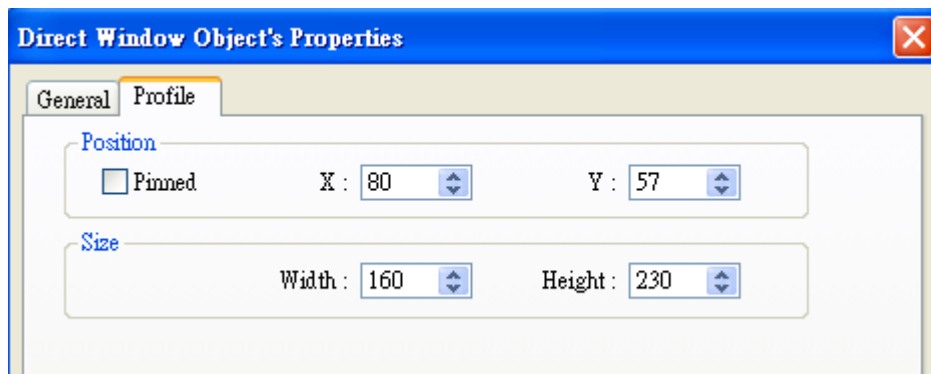 Direct Window Object's Properties
General Profile
Position
Pinned X : 80 Y : 57
Size
Width : 160 Height : 230